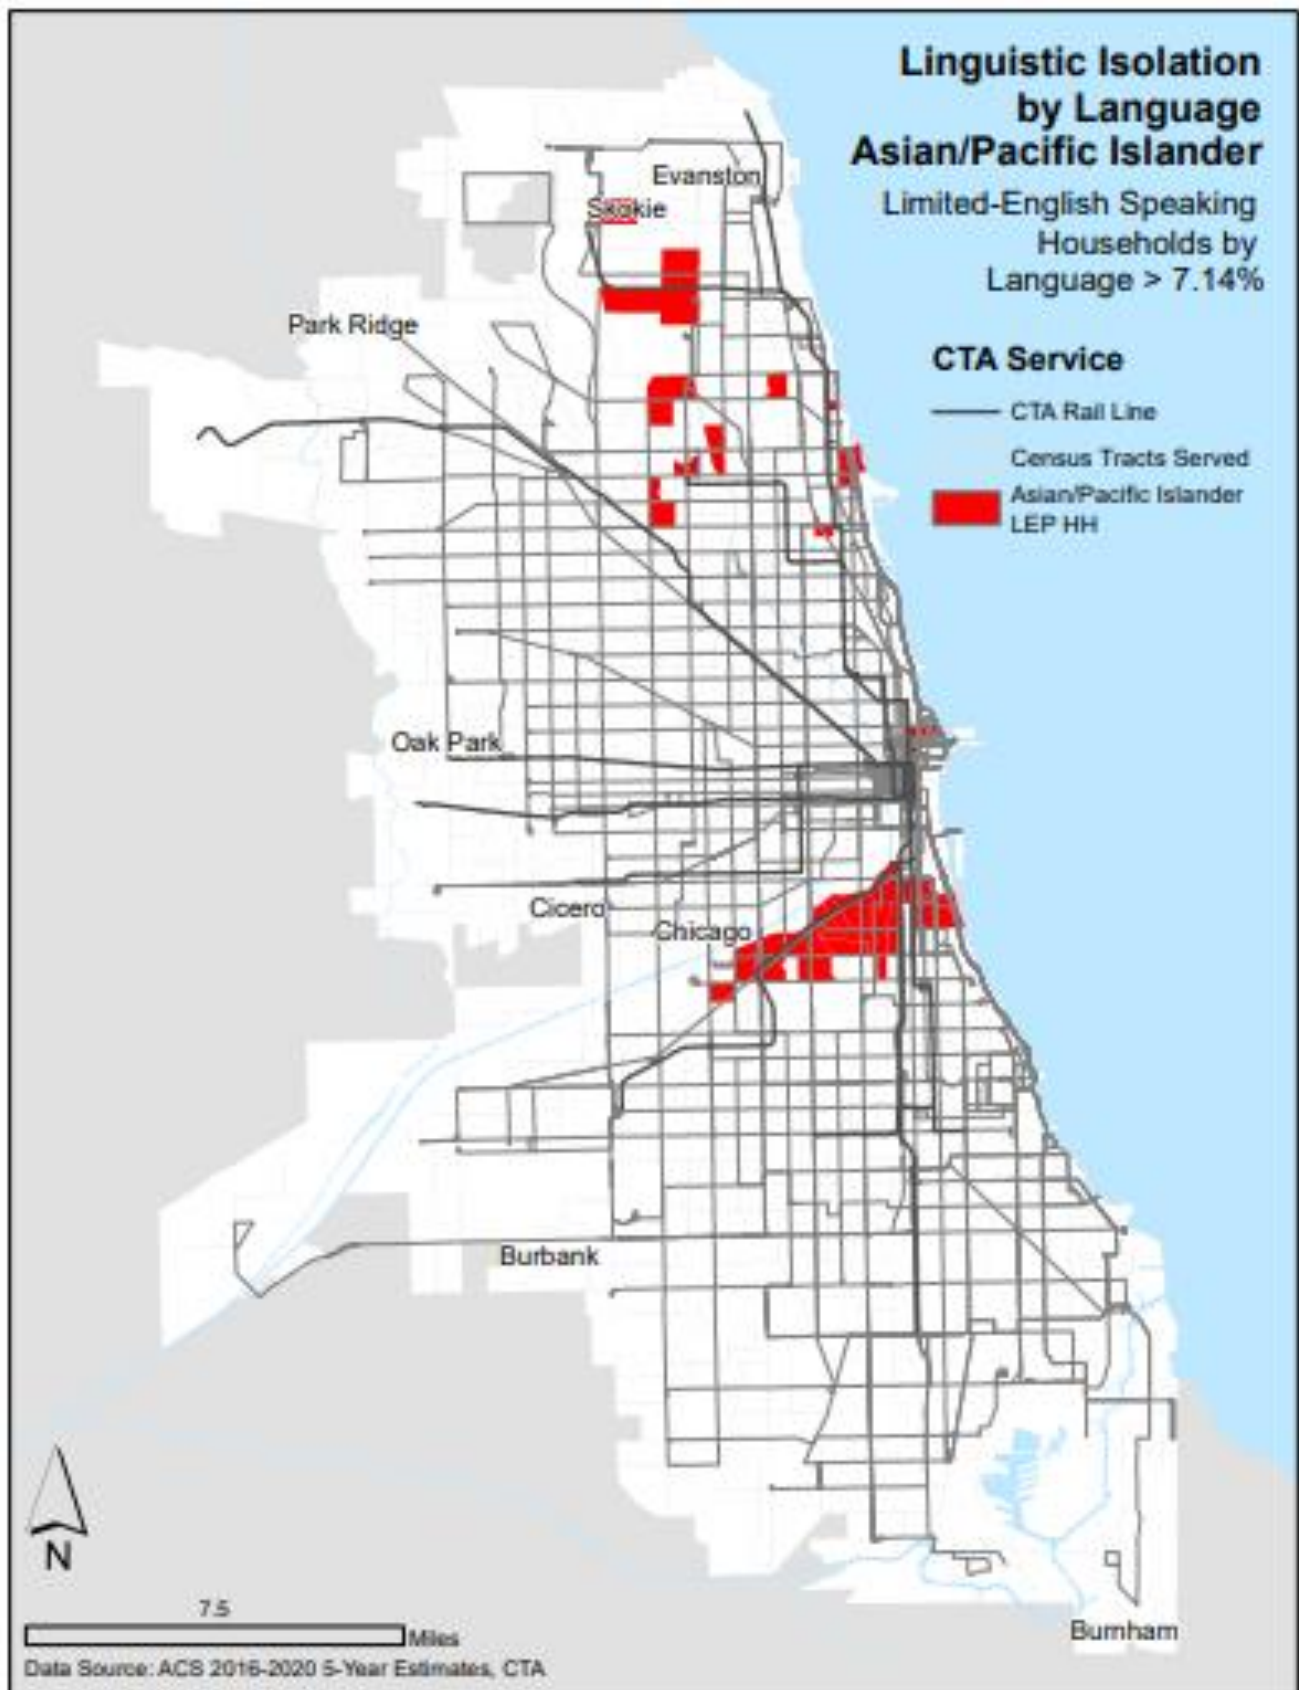 Linguistic Isolation
by Language
Asian/Pacific Islander
Limited-English Speaking
Households by
Language > 7.14%
CTA Service
CTA Rail Line
Census Tracts Served
Asian/Pacific Islander
LEP HH
Evanston
Skokie
Park Ridge
Oak Park
Cicero
Chicago
Burbank
Burnham
N
7.5
Miles
Data Source: ACS 2016-2020 5-Year Estimates, CTA